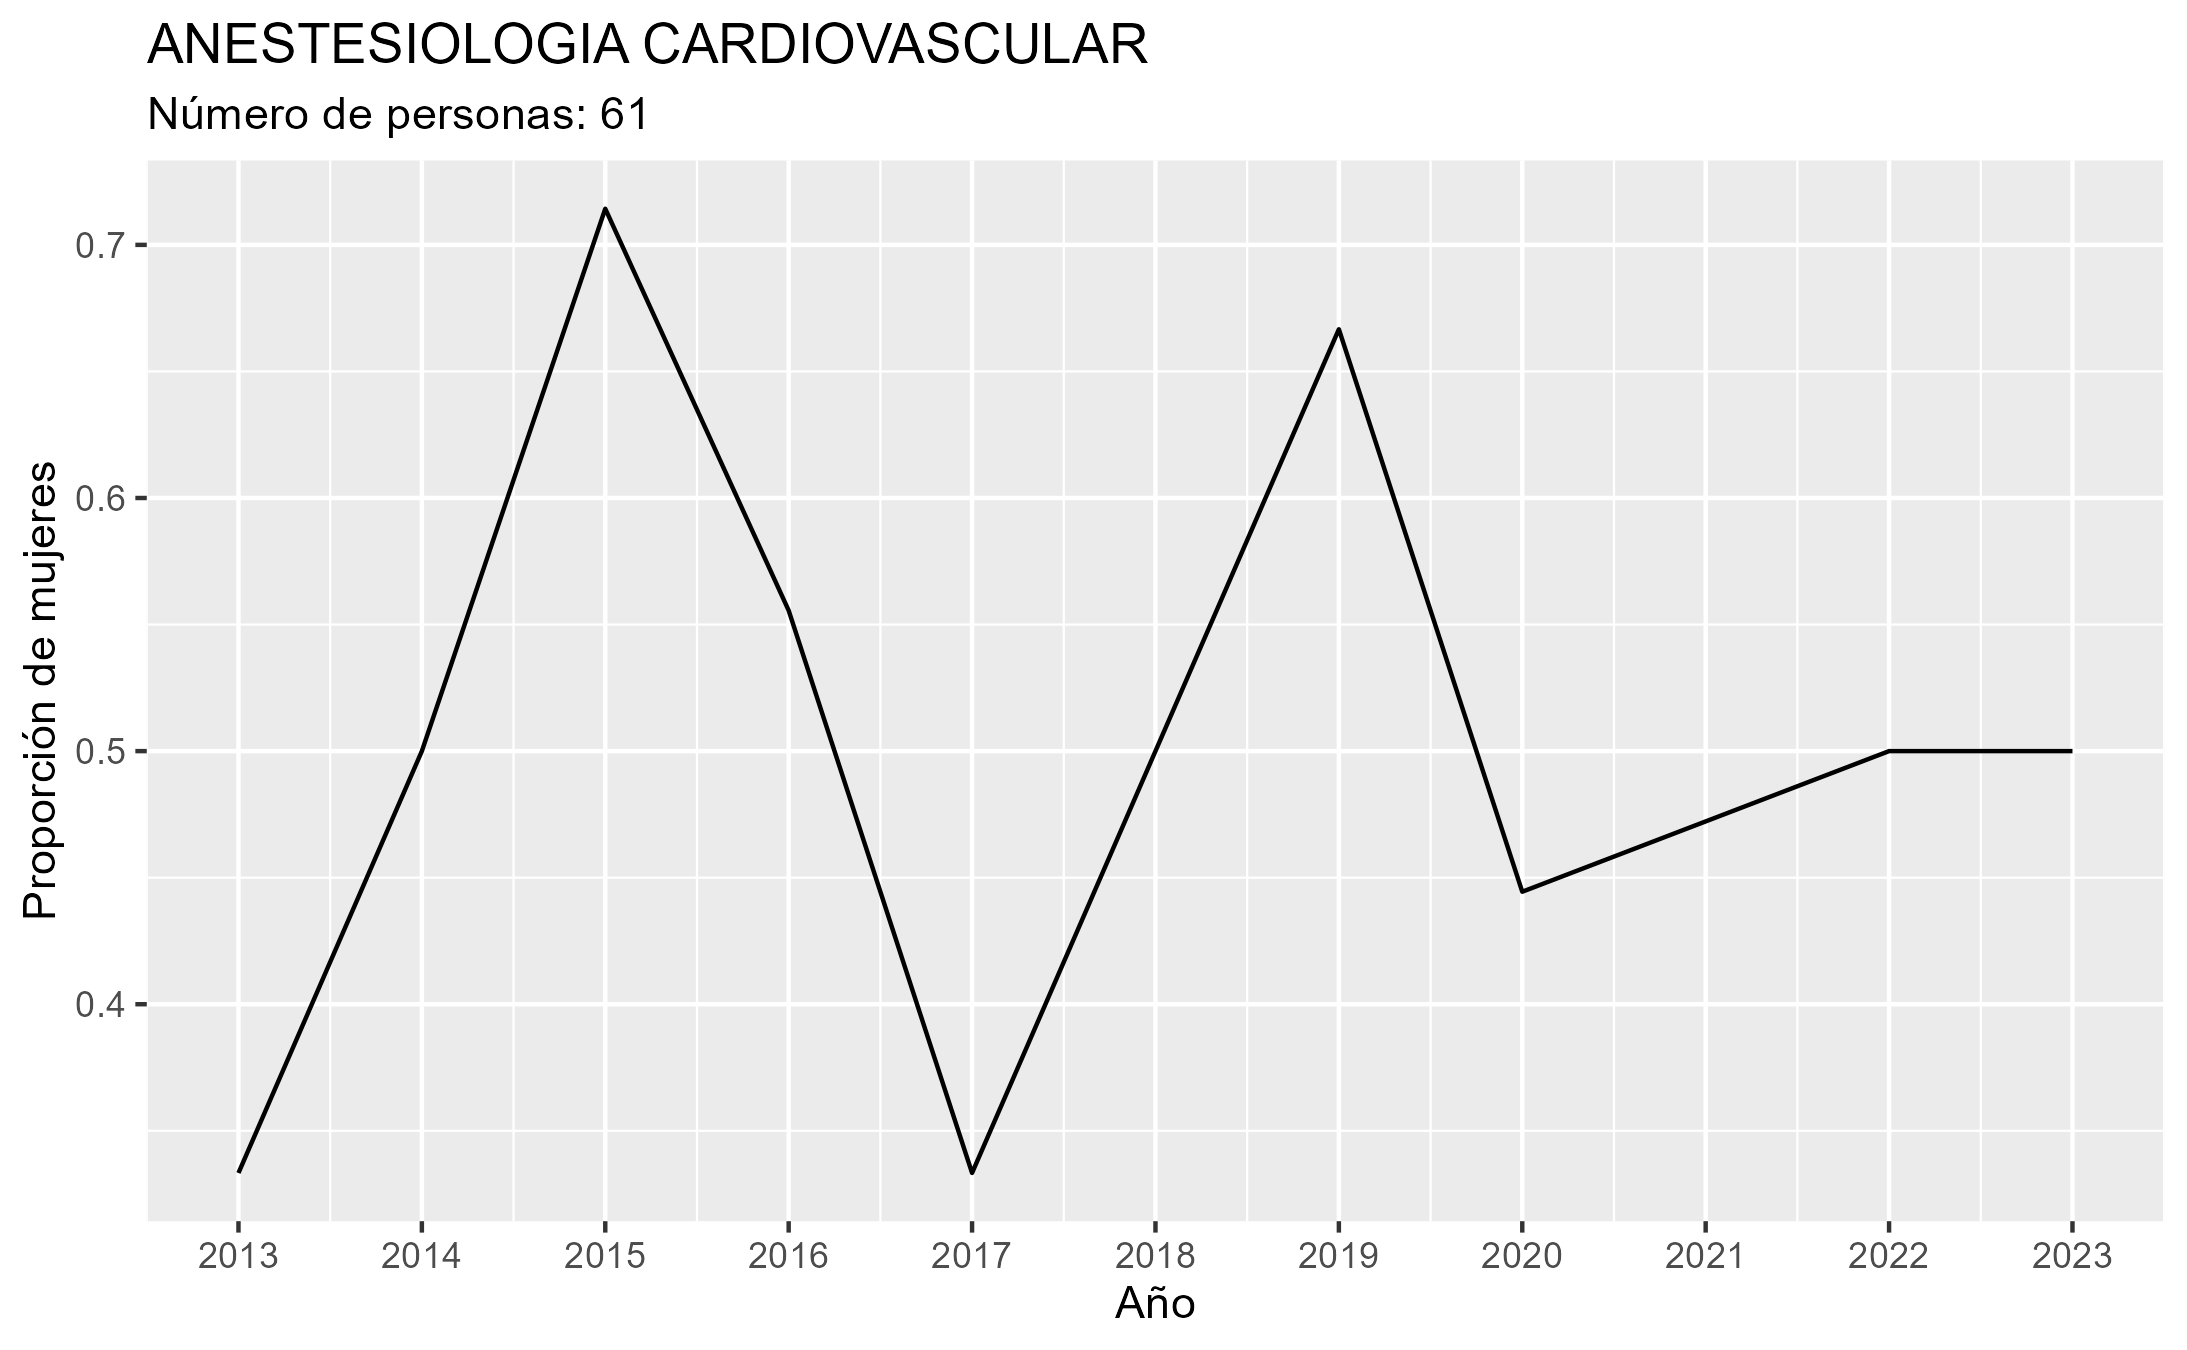 ANESTESIOLOGIA CARDIOVASCULAR
Número de personas: 61
Proporción de mujeres
0.7
0.6
0.5
0.4
2013 2014 2015 2016 2017 2018 2019 2020 2021 2022 2023
Año